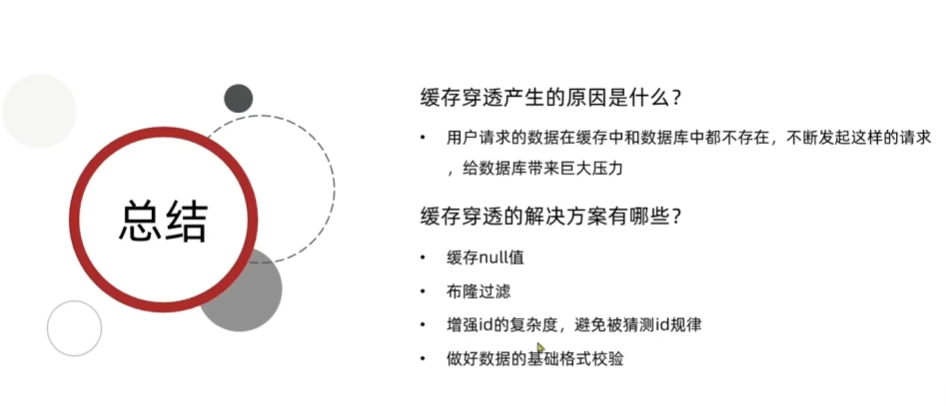 总结
缓存穿透产生的原因是什么？
• 用户请求的数据在缓存中和数据库中都不存在，不断发起这样的请求
，给数据库带来巨大压力
缓存穿透的解决方案有哪些？
• 缓存null值
• 布隆过滤
• 增强id的复杂度，避免被猜测id规律
• 做好数据的基础格式校验